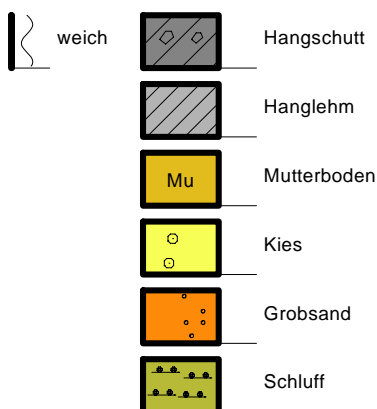 weich
Hangschutt
Hanglehm
Mu
Mutterboden
Kies
Grobsand
Schluff